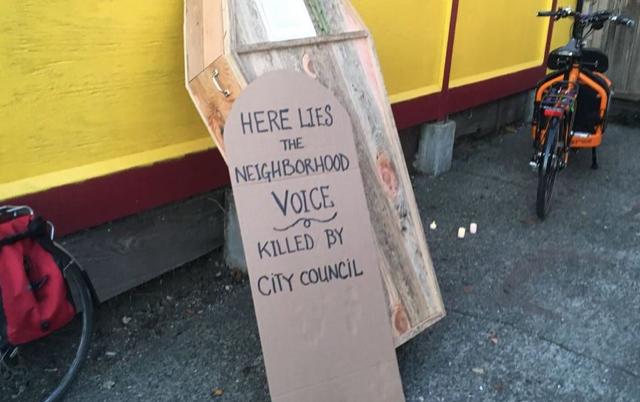 HERE LIES
THE
NEIGHBORHOOD
VOICE
KILLED BY
CITY COUNCIL